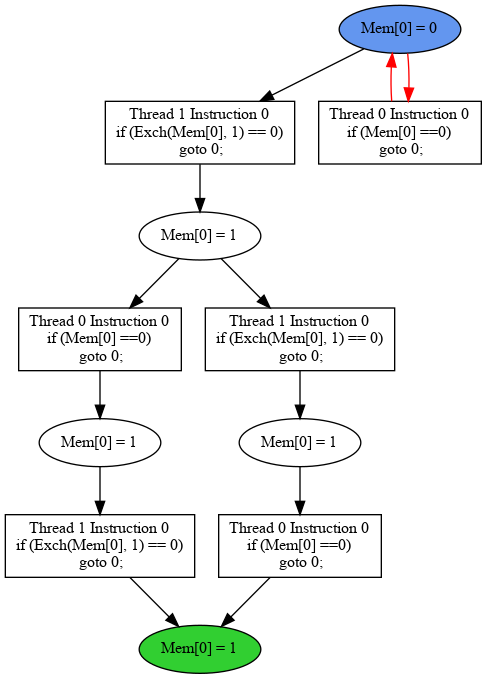 Mem[0] = 0
Thread 1 Instruction 0
if (Exch(Mem[0], 1) == 0)
goto 0;
Thread 0 Instruction 0
if (Mem[0] ==0)
goto 0;
Mem[0] = 1
Thread 0 Instruction 0
if (Mem[0] ==0)
goto 0;
Thread 1 Instruction 0
if (Exch(Mem[0], 1) == 0)
goto 0;
Mem[0] = 1
Mem[0] = 1
Thread 1 Instruction 0
if (Exch(Mem[0], 1) == 0)
goto 0;
Thread 0 Instruction 0
if (Mem[0] ==0)
goto 0;
Mem[0] = 1